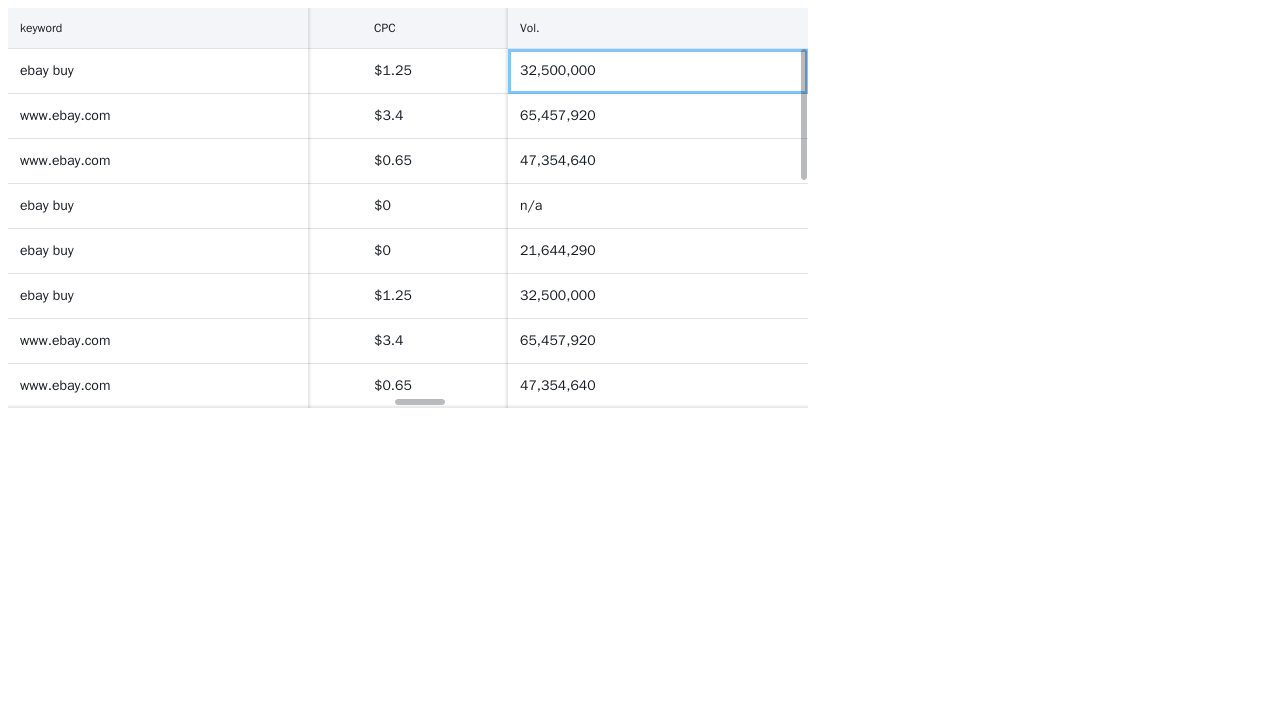 keyword CPC Vol.
ebay buy $1.25 32,500,000
www.ebay.com $3.4 65,457,920
www.ebay.com $0.65 47,354,640
ebay buy $0 n/a
ebay buy $0 21,644,290
ebay buy $1.25 32,500,000
www.ebay.com $3.4 65,457,920
www.ebay.com $0.65 47,354,640